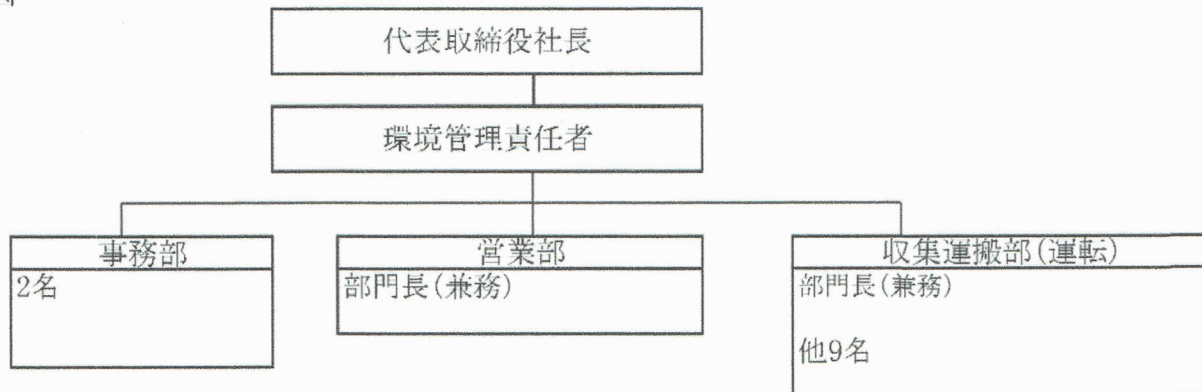 代表取締役社長
環境管理責任者
事務部
2名
営業部
部門長(兼務)
収集運搬部(運転)
部門長(兼務)
他9名